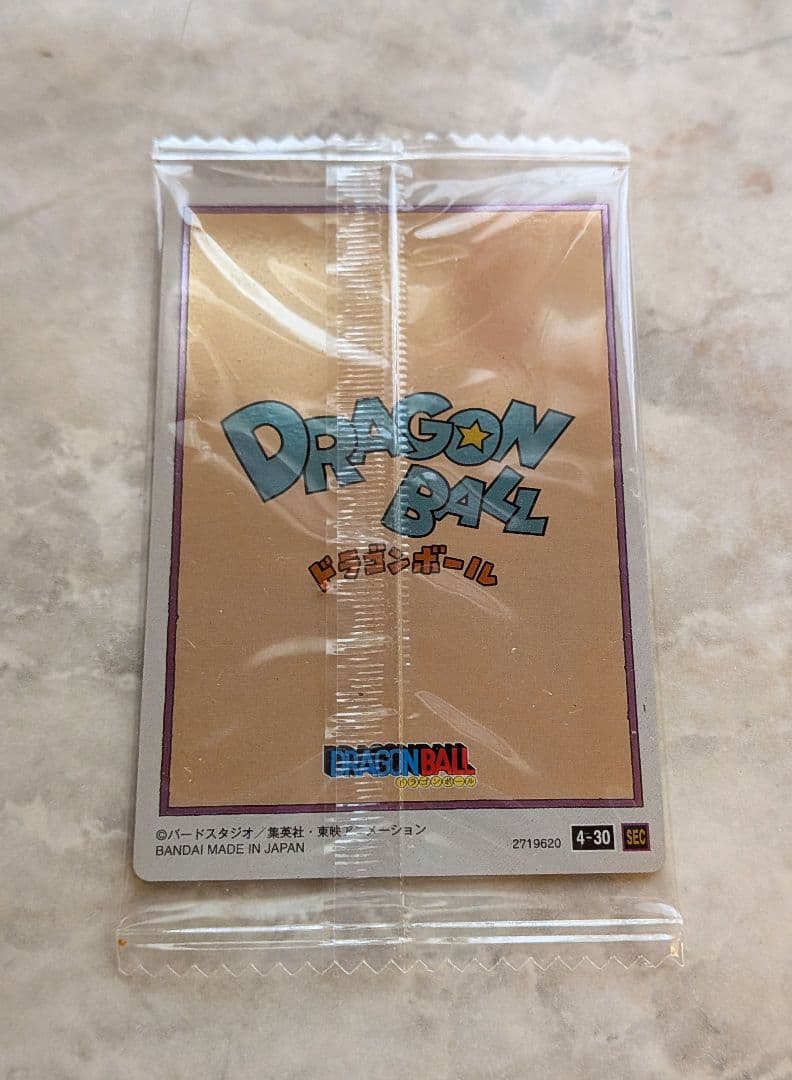 DRAGON
BALL
ドラゴンボール
DRAGON BALL
ドラゴンボール
©バードスタジオ/集英社・東映アニメーション
BANDAI MADE IN JAPAN
2719620 4-30 SEC